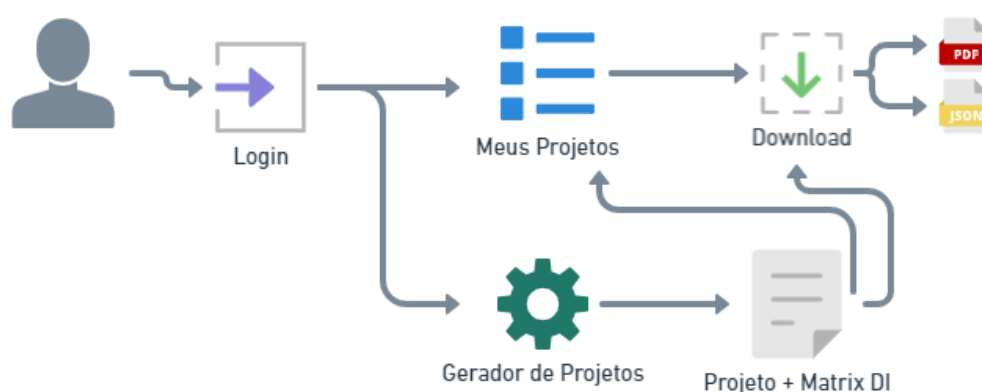 PDF
JSON
Login
Meus Projetos
Download
Gerador de Projetos
Projeto + Matrix DI